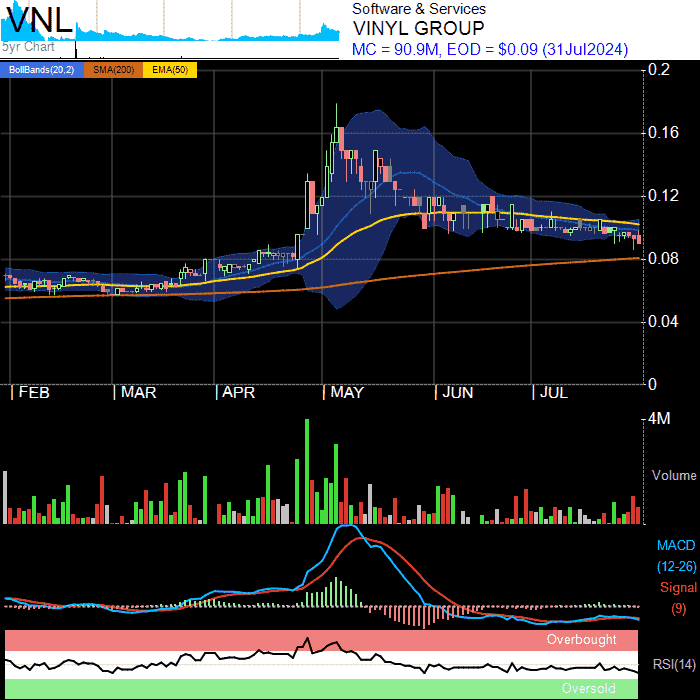 VNL
5yr Chart
Software & Services
VINYL GROUP
MC = 90.9M, EOD = $0.09 (31Jul2024)
BollBands(20,2) SMA(200) EMA(50)
0.2
0.16
0.12
0.08
0.04
0
FEB MAR APR MAY JUN JUL
4M
Volume
MACD
(12-26)
Signal
(9)
Overbought
RSI(14)
Oversold